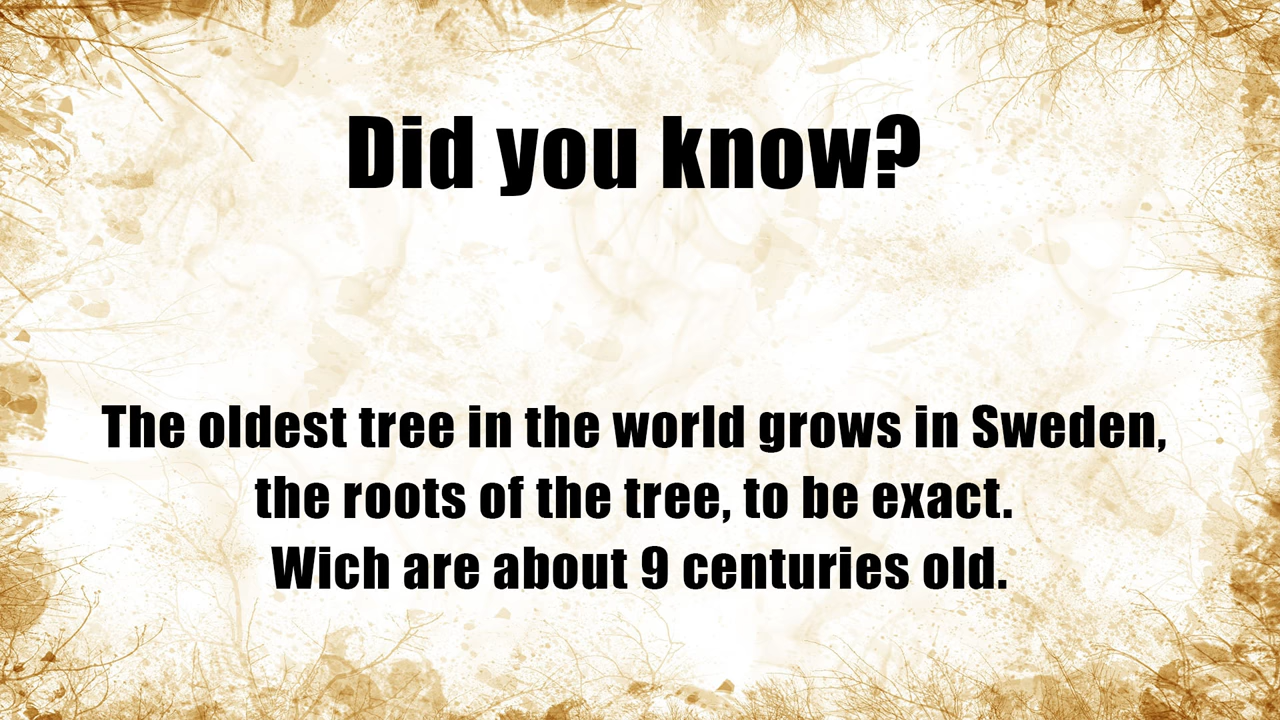 Did you know?
The oldest tree in the world grows in Sweden,
the roots of the tree, to be exact.
Wich are about 9 centuries old.